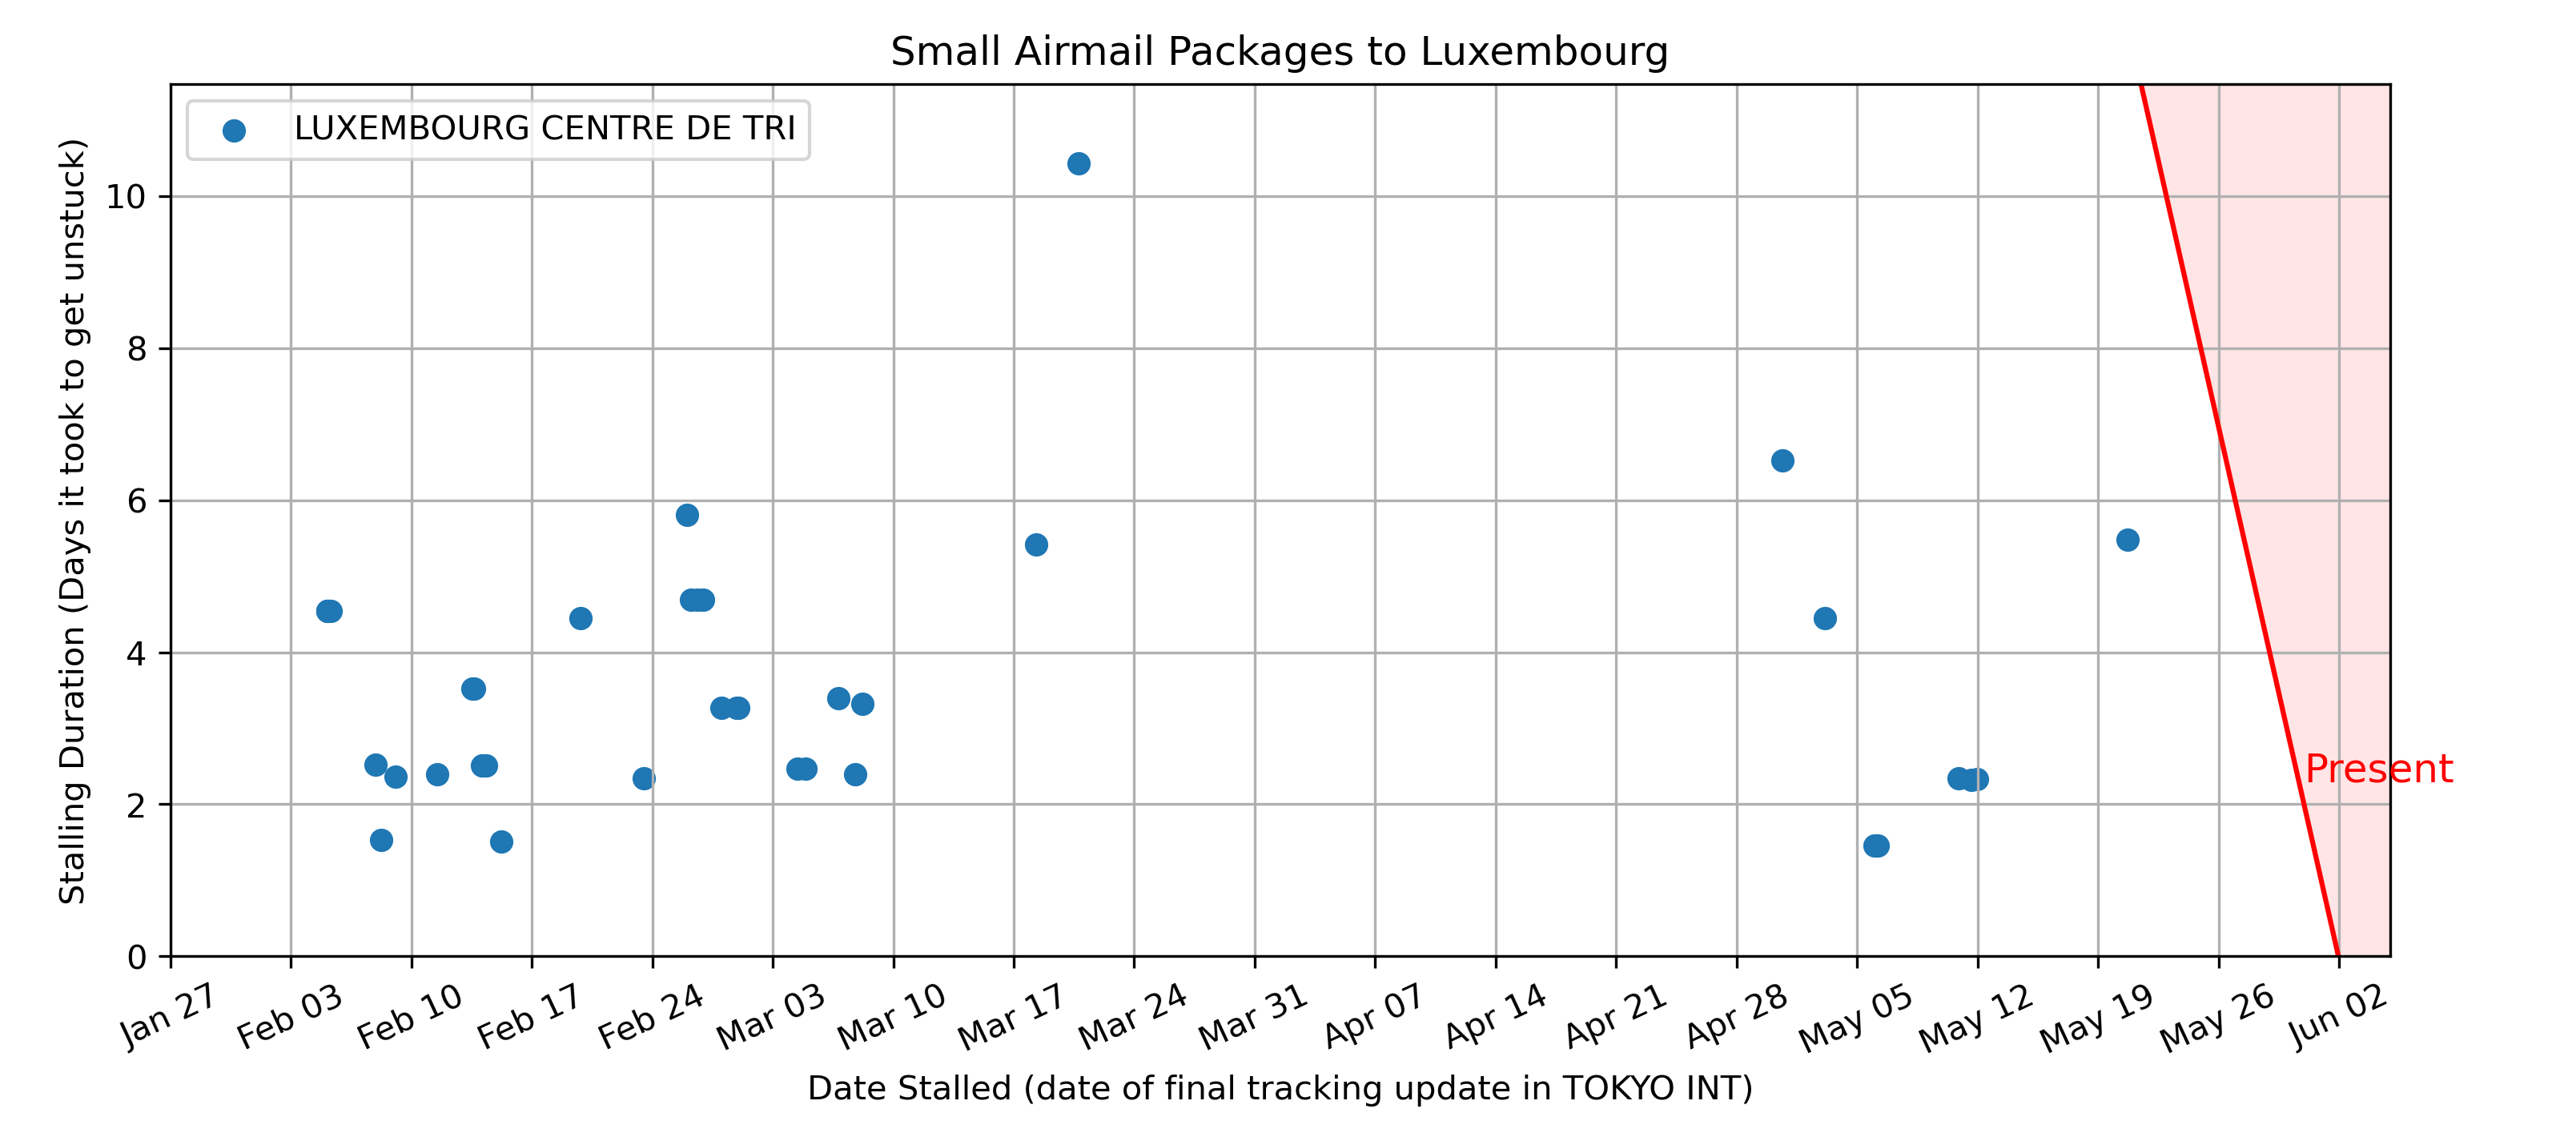 Small Airmail Packages to Luxembourg
LUXEMBOURG CENTRE DE TRI
Stalling Duration (Days it took to get unstuck)
10
8
6
4
2
0
Present
Jan 27
Feb 03
Feb 10
Feb 17
Feb 24
Mar 03
Mar 10
Mar 17
Mar 24
Mar 31
Apr 07
Apr 14
Apr 21
Apr 28
May 05
May 12
May 19
May 26
Jun 02
Date Stalled (date of final tracking update in TOKYO INT)